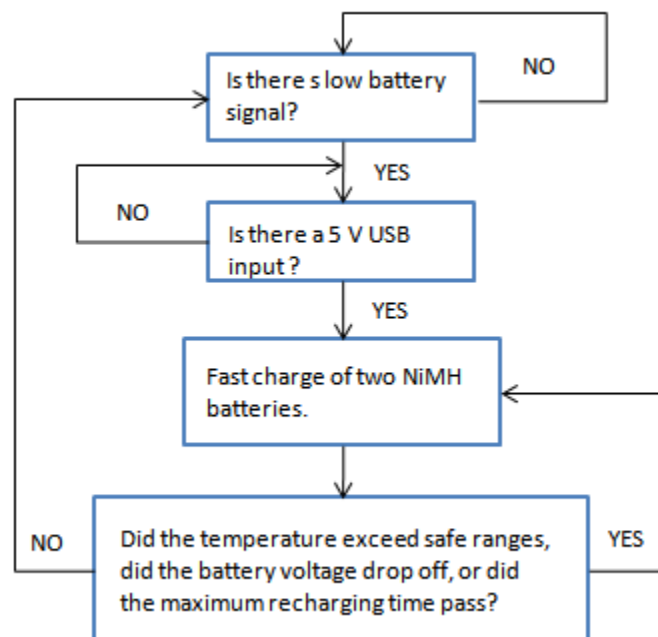 Is there s low battery
signal?
NO
YES
NO
Is there a 5 V USB
input ?
YES
Fast charge of two NiMH
batteries.
NO
Did the temperature exceed safe ranges,
did the battery voltage drop off, or did
the maximum recharging time pass?
YES